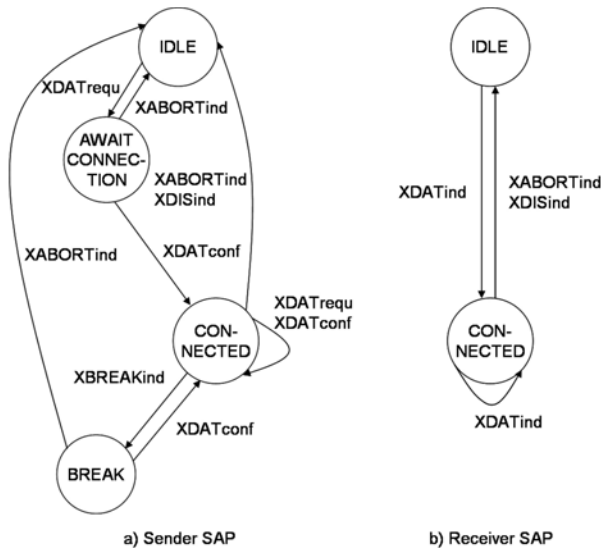 IDLE
IDLE
XDATrequ
XABORTind
AWAIT
CONNEC-
TION
XABORTind
XDISind
XDATind
XABORTind
XDISind
XABORTind
XDATconf
XDATrequ
XDATconf
CON-
NECTED
CON-
NECTED
XBREAKind
XDATconf
XDATind
BREAK
a) Sender SAP
b) Receiver SAP